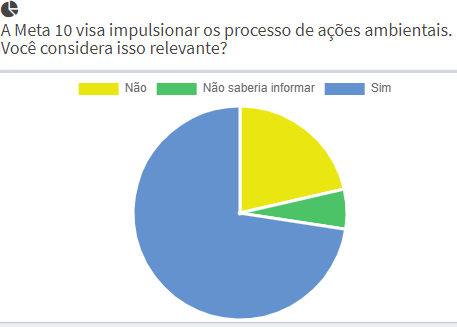 A Meta 10 visa impulsionar os processo de ações ambientais.
Você considera isso relevante?
Não Não saberia informar Sim